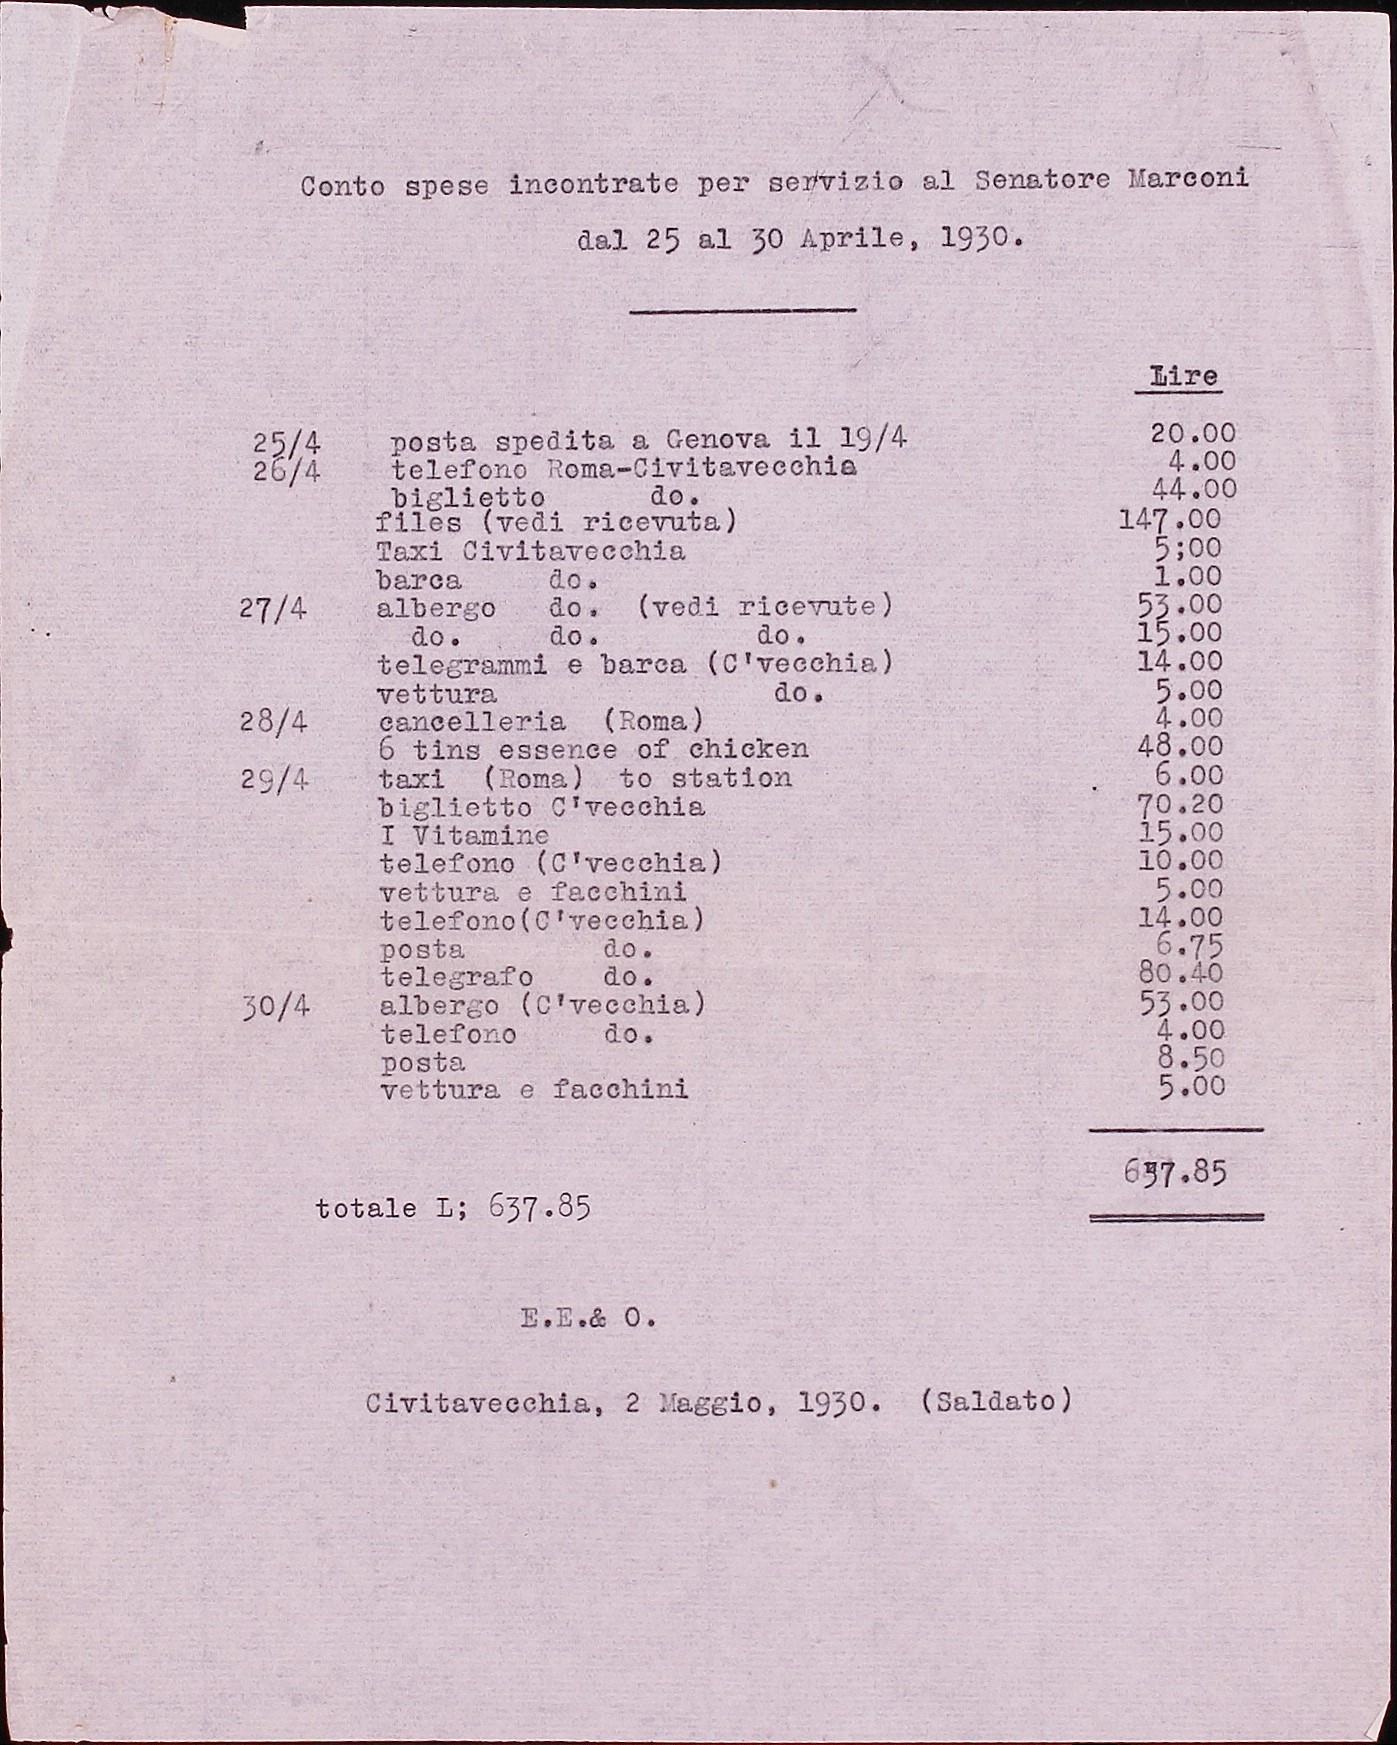 Conto spese incontrate per servizio al Senatore Marconi
dal 25 al 30 Aprile, 1930.
Lire
25/4 posta spedita a Genova il 19/4 20.00
26/4 telefono Roma-Civitavecchia 4.00
biglietto do. 44.00
files (vedi ricevuta) 147.00
Taxi Civitavecchia 5;00
barca do. 1.00
27/4 albergo do. (vedi ricevute) 53.00
do. do. do. 15.00
telegrammi e barca (C'vecchia) 14.00
vettura do. 5.00
28/4 cancelleria (Roma) 4.00
6 tins essence of chicken 48.00
29/4 taxi (Roma) to station 6.00
biglietto C'vecchia 70.20
I Vitamine 15.00
telefono (C'vecchia) 10.00
vettura e facchini 5.00
telefono(C'vecchia) 14.00
posta do. 6.75
telegrafo do. 80.40
30/4 albergo (C'vecchia) 53.00
telefono do. 4.00
posta 8.50
vettura e facchini 5.00
637.85
totale L; 637.85
E.E.& O.
Civitavecchia, 2 Maggio, 1930. (Saldato)